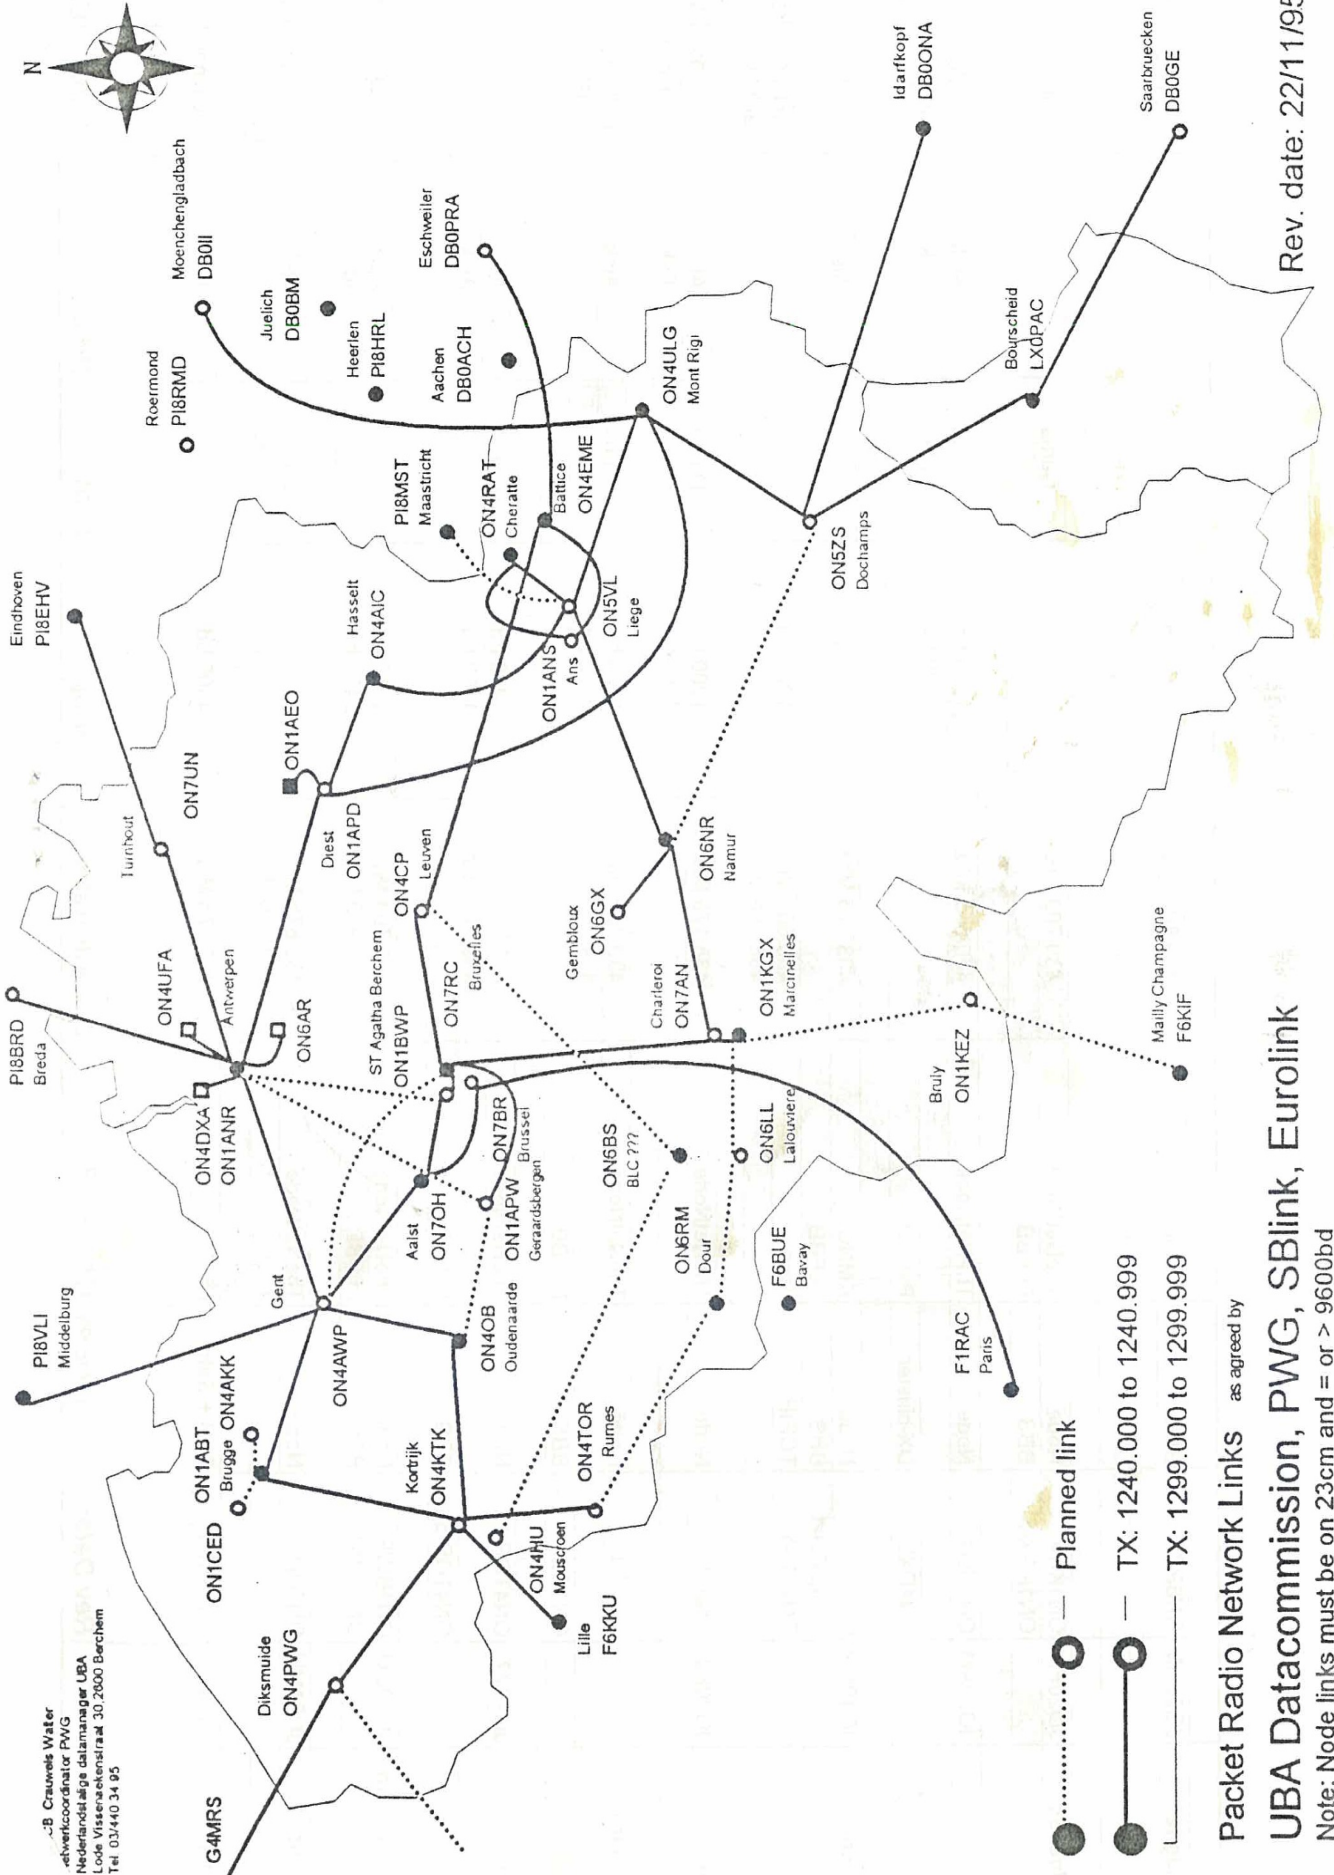 N
CB Crauwels Water
Netwerkcoordinator PWG
Nederlandstalige datamanager UBA
Lode Vissenaekenstraat 30,2600 Berchem
Tel. 03/440 34 95
G4MRS
Diksmuide
ON4PWG
ON1CED
ON1ABT
Brugge ON4AKK
PI8VLI
Middelburg
Gent
ON4AWP
Kortrijk
ON4KTK
ON4HU
Mouscroen
Lille
F6KKU
ON4TOR
Rumes
ON4OB
Oudenaarde
Aalst
ON7OH
ON1APW
Geraardsbergen
ON7BR
Brussel
ST Agatha Berchem
ON1BWP
ON7RC
Bruxelles
ON4DXA
ON1ANR
Antwerpen
ON4UFA
ON6AR
PI8BRD
Breda
Turnhout
ON7UN
Eindhoven
PI8EHV
ON1AEO
Diest
ON1APD
Hasselt
ON4AIC
ON4CP
Leuven
PI8MST
Maastricht
ON4RAT
Cheratte
Battice
ON4EME
ON1ANS
Ans
ON5VL
Liege
Roermond
PI8RMD
Moenchengladbach
DB0II
Juelich
DB0BM
Heerlen
PI8HRL
Aachen
DB0ACH
Eschweiler
DB0PRA
ON4ULG
Mont Rigi
ON5ZS
Dochamps
Idarfkopf
DB0ONA
Bourscheid
LX0PAC
Saarbruecken
DB0GE
Gembloux
ON6GX
ON6NR
Namur
Charleroi
ON7AN
ON1KGX
Marcinelles
ON6BS
BLC ???
ON6LL
Lalouviere
ON6RM
Dour
F6BUE
Bavay
Bruly
ON1KEZ
Mailly Champagne
F6KIF
F1RAC
Paris
Planned link
TX: 1240.000 to 1240.999
TX: 1299.000 to 1299.999
Packet Radio Network Links as agreed by
UBA Datacommission, PWG, SBlink, Eurolink
Rev. date: 22/11/95
Note: Node links must be on 23cm and = or > 9600bd